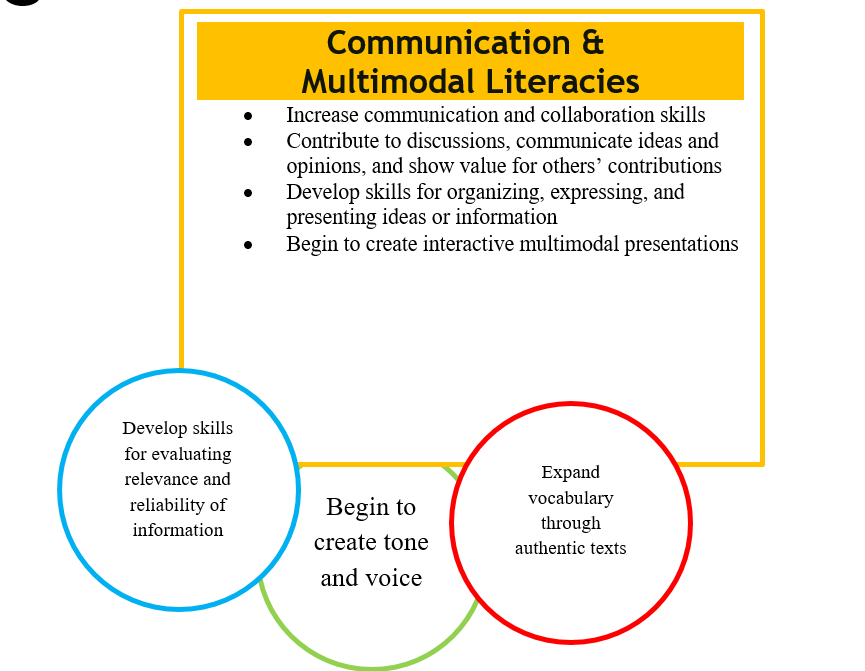 Communication &
Multimodal Literacies
• Increase communication and collaboration skills
• Contribute to discussions, communicate ideas and
opinions, and show value for others’ contributions
• Develop skills for organizing, expressing, and
presenting ideas or information
• Begin to create interactive multimodal presentations
Develop skills
for evaluating
relevance and
reliability of
information
Begin to
create tone
and voice
Expand
vocabulary
through
authentic texts